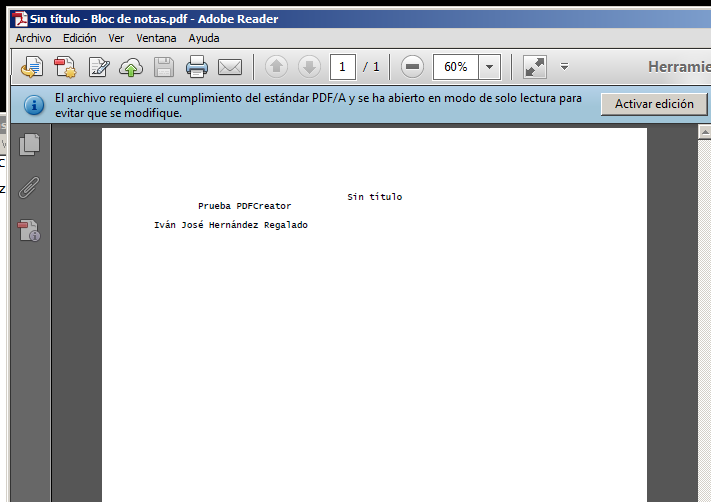 Sin título - Bloc de notas.pdf - Adobe Reader
Archivo Edición Ver Ventana Ayuda
1 / 1 60%
El archivo requiere el cumplimiento del estándar PDF/A y se ha abierto en modo de solo lectura para
evitar que se modifique.
Activar edición
Sin título
Prueba PDFCreator
Iván José Hernández Regalado